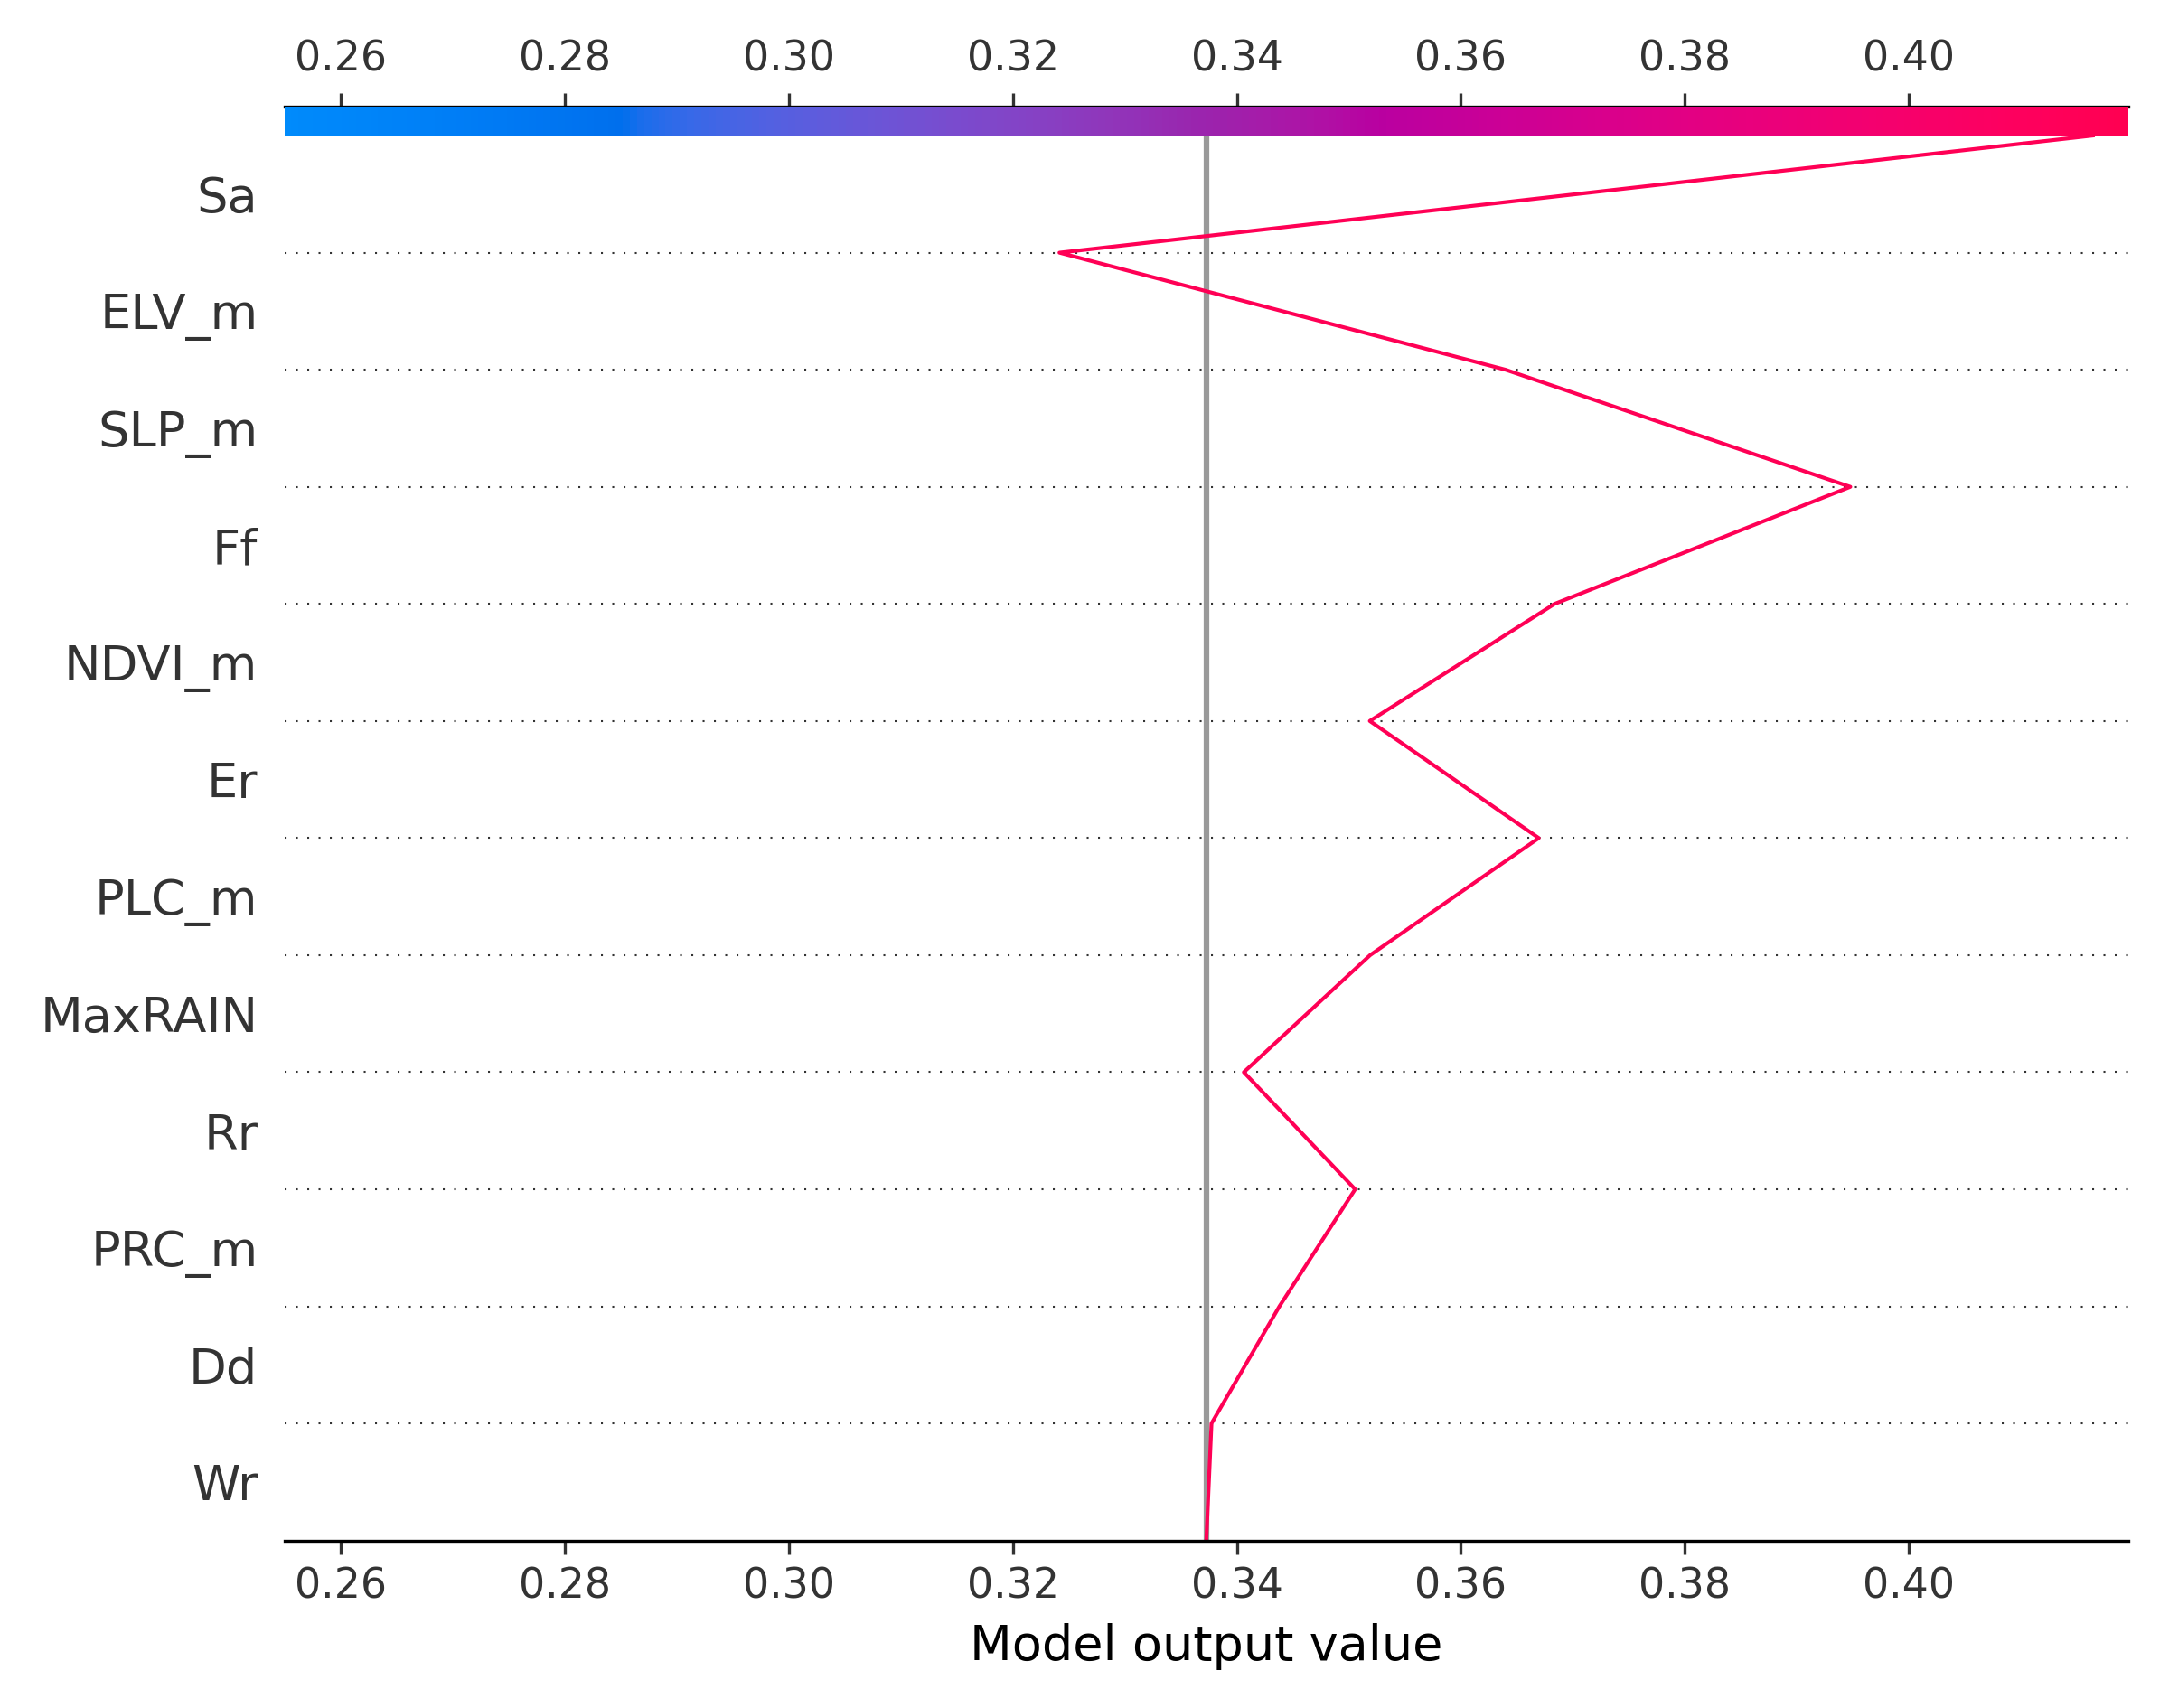 0.26 0.28 0.30 0.32 0.34 0.36 0.38 0.40
Sa
ELV_m
SLP_m
Ff
NDVI_m
Er
PLC_m
MaxRAIN
Rr
PRC_m
Dd
Wr
0.26 0.28 0.30 0.32 0.34 0.36 0.38 0.40
Model output value